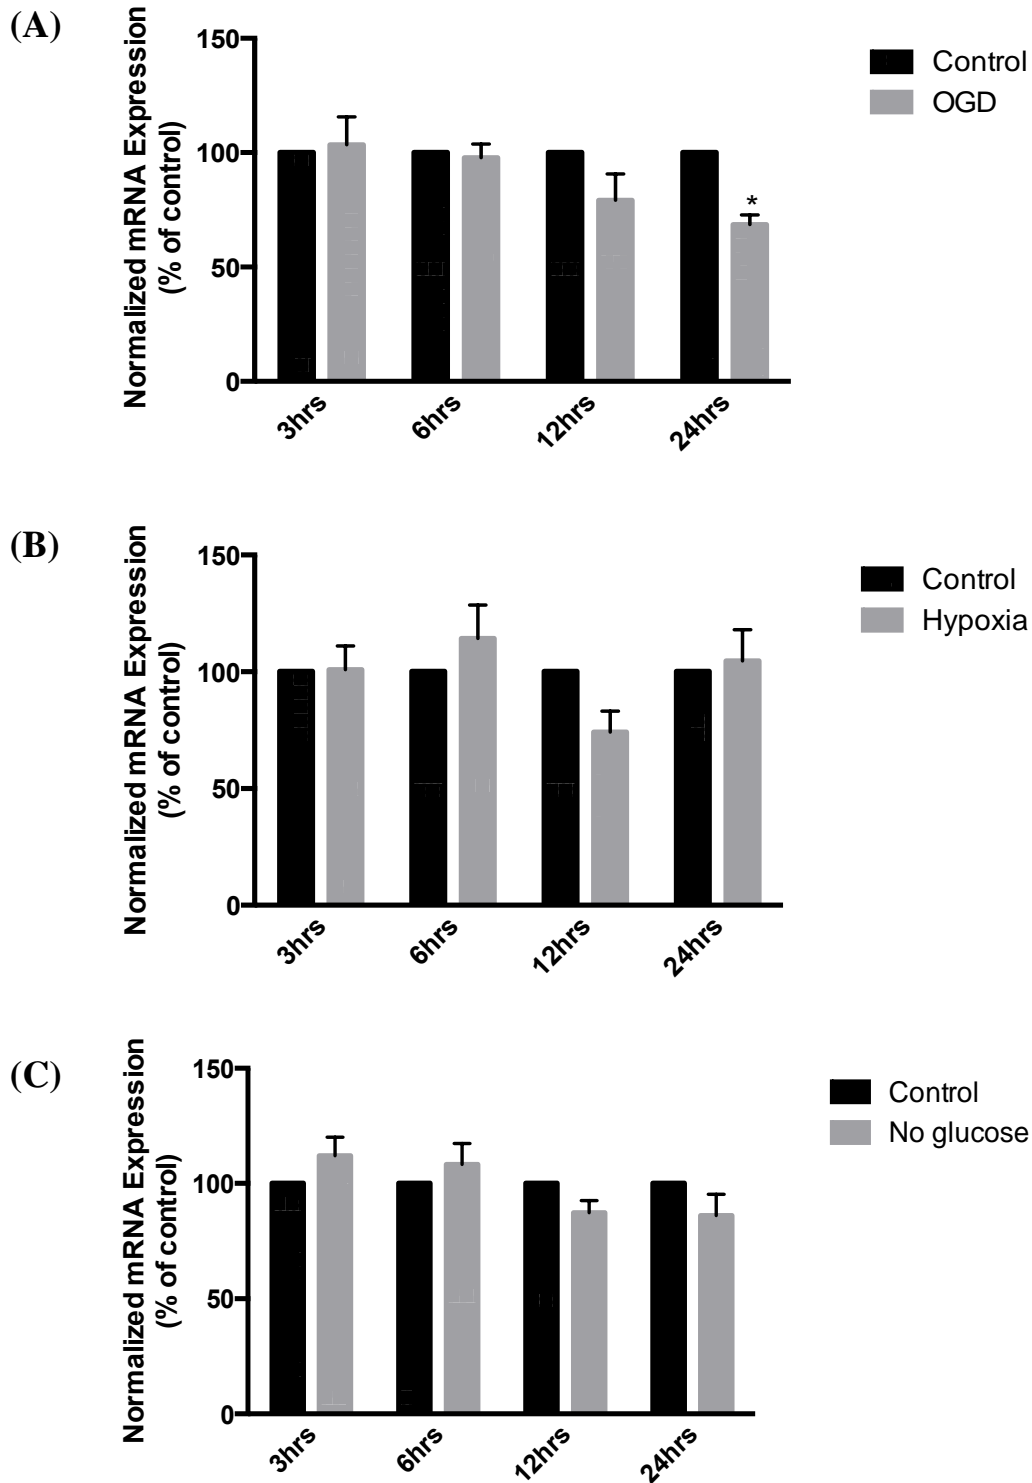 (A)
Normalized mRNA Expression
(% of control)
150
100
50
0
*
3hrs
6hrs
12hrs
24hrs
Control
OGD
(B)
Normalized mRNA Expression
(% of control)
150
100
50
0
3hrs
6hrs
12hrs
24hrs
Control
Hypoxia
(C)
Normalized mRNA Expression
(% of control)
150
100
50
0
3hrs
6hrs
12hrs
24hrs
Control
No glucose